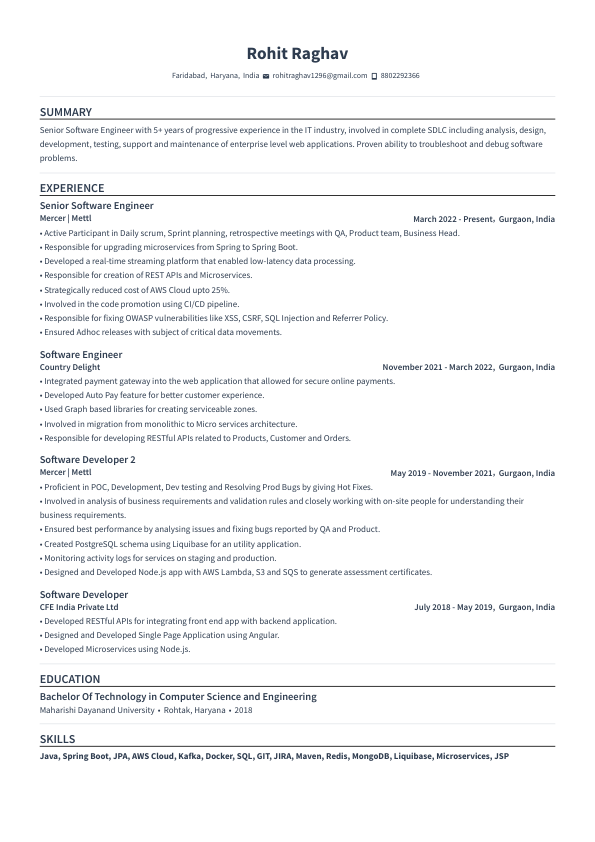 Rohit Raghav
Faridabad, Haryana, India rohitraghav1296@gmail.com 8802292366
SUMMARY
Senior Software Engineer with 5+ years of progressive experience in the IT industry, involved in complete SDLC including analysis, design,
development, testing, support and maintenance of enterprise level web applications. Proven ability to troubleshoot and debug software
problems.
EXPERIENCE
Senior Software Engineer
Mercer | Mettl March 2022 - Present, Gurgaon, India
• Active Participant in Daily scrum, Sprint planning, retrospective meetings with QA, Product team, Business Head.
• Responsible for upgrading microservices from Spring to Spring Boot.
• Developed a real-time streaming platform that enabled low-latency data processing.
• Responsible for creation of REST APIs and Microservices.
• Strategically reduced cost of AWS Cloud upto 25%.
• Involved in the code promotion using CI/CD pipeline.
• Responsible for fixing OWASP vulnerabilities like XSS, CSRF, SQL Injection and Referrer Policy.
• Ensured Adhoc releases with subject of critical data movements.
Software Engineer
Country Delight November 2021 - March 2022, Gurgaon, India
• Integrated payment gateway into the web application that allowed for secure online payments.
• Developed Auto Pay feature for better customer experience.
• Used Graph based libraries for creating serviceable zones.
• Involved in migration from monolithic to Micro services architecture.
• Responsible for developing RESTful APIs related to Products, Customer and Orders.
Software Developer 2
Mercer | Mettl May 2019 - November 2021, Gurgaon, India
• Proficient in POC, Development, Dev testing and Resolving Prod Bugs by giving Hot Fixes.
• Involved in analysis of business requirements and validation rules and closely working with on-site people for understanding their
business requirements.
• Ensured best performance by analysing issues and fixing bugs reported by QA and Product.
• Created PostgreSQL schema using Liquibase for an utility application.
• Monitoring activity logs for services on staging and production.
• Designed and Developed Node.js app with AWS Lambda, S3 and SQS to generate assessment certificates.
Software Developer
CFE India Private Ltd July 2018 - May 2019, Gurgaon, India
• Developed RESTful APIs for integrating front end app with backend application.
• Designed and Developed Single Page Application using Angular.
• Developed Microservices using Node.js.
EDUCATION
Bachelor Of Technology in Computer Science and Engineering
Maharishi Dayanand University • Rohtak, Haryana • 2018
SKILLS
Java, Spring Boot, JPA, AWS Cloud, Kafka, Docker, SQL, GIT, JIRA, Maven, Redis, MongoDB, Liquibase, Microservices, JSP